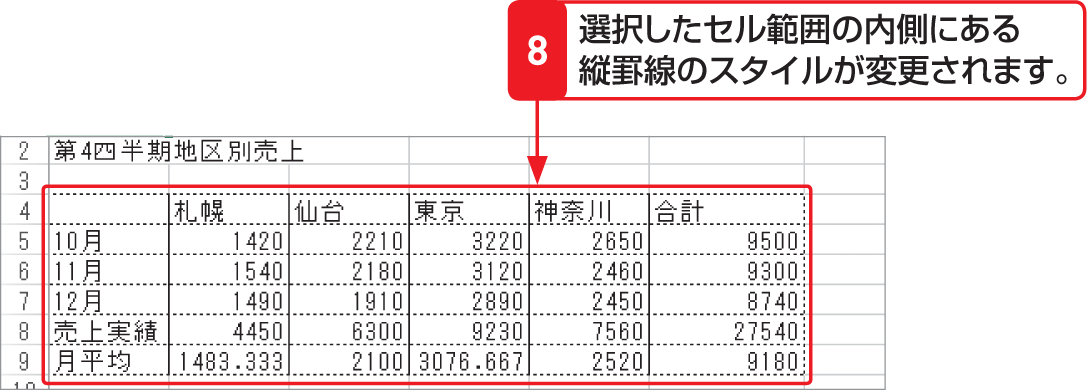 8
選択したセル範囲の内側にある
縦罫線のスタイルが変更されます。
2 第4四半期地区別売上
3
4 札幌 仙台 東京 神奈川 合計
5 10月 1420 2210 3220 2650 9500
6 11月 1540 2180 3120 2460 9300
7 12月 1490 1910 2890 2450 8740
8 売上実績 4450 6300 9230 7560 27540
9 月平均 1483.333 2100 3076.667 2520 9180
10